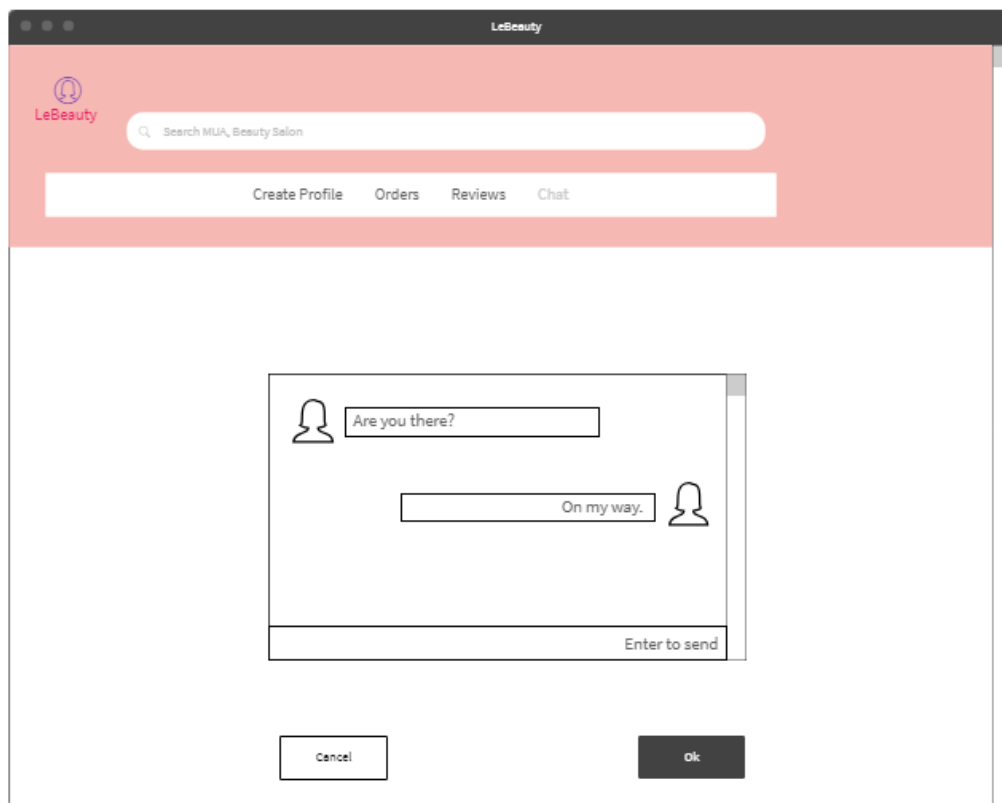 LeBeauty
LeBeauty
Search MUA, Beauty Salon
Create Profile Orders Reviews Chat
Are you there?
On my way.
Enter to send
Cancel Ok